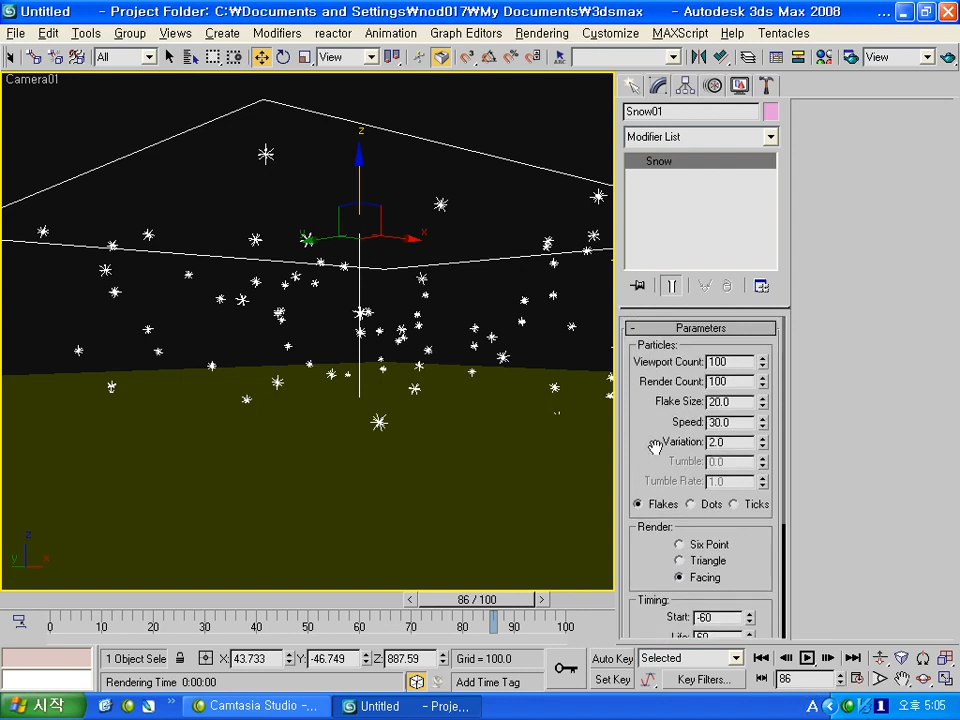 Untitled - Project Folder: C:₩Documents and Settings₩nod017₩My Documents₩3dsmax - Autodesk 3ds Max 2008 ...
File Edit Tools Group Views Create Modifiers reactor Animation Graph Editors Rendering Customize MAXScript Help Tentacles
All View View
Camera01
Snow01
Modifier List
Snow
z
x
y
- Parameters
Particles:
Viewport Count: 100
Render Count: 100
Flake Size: 20.0
Speed: 30.0
Variation: 2.0
Tumble: 0.0
Tumble Rate: 1.0
Flakes Dots Ticks
Render:
Six Point
Triangle
Facing
Timing:
Start: -60
Life: 60
z
y x
< 86 / 100 >
0 10 20 30 40 50 60 70 80 90 100
1 Object Sele X: 43.733 Y: -46.749 Z: 887.59 Grid = 100.0 Auto Key Selected
Rendering Time 0:00:00 Add Time Tag Set Key Key Filters... 86
시작 Camtasia Studio -... Untitled - Proje... A 오후 5:05